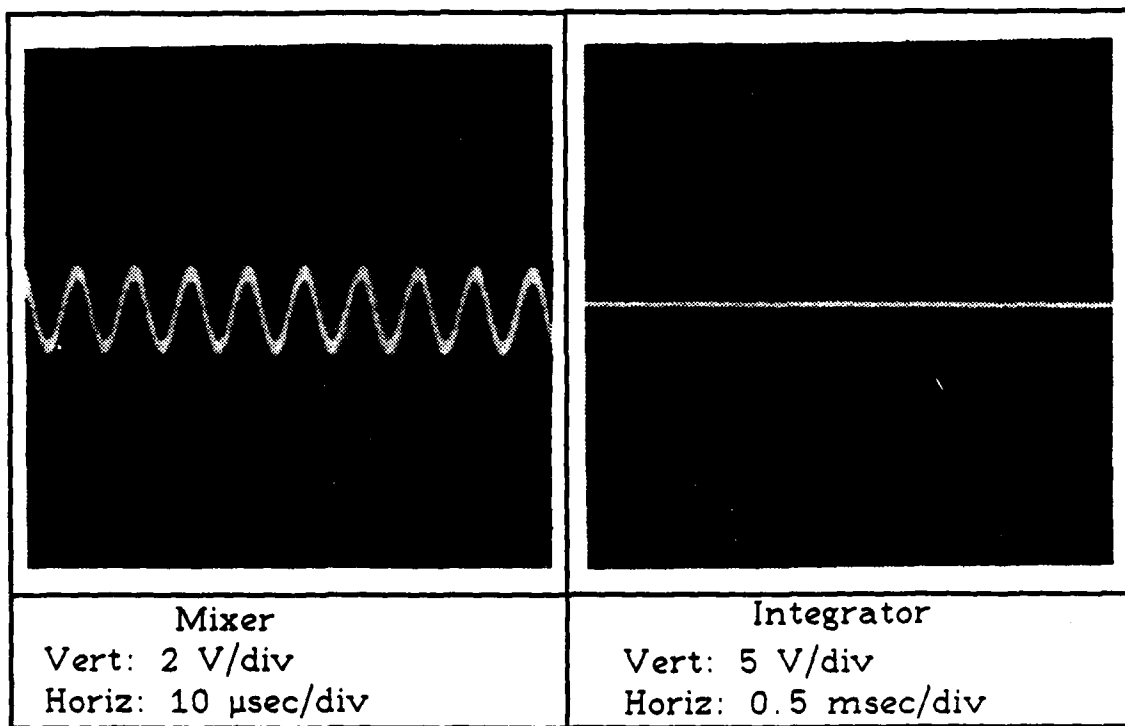 Mixer
Vert: 2 V/div
Horiz: 10 µsec/div
Integrator
Vert: 5 V/div
Horiz: 0.5 msec/div